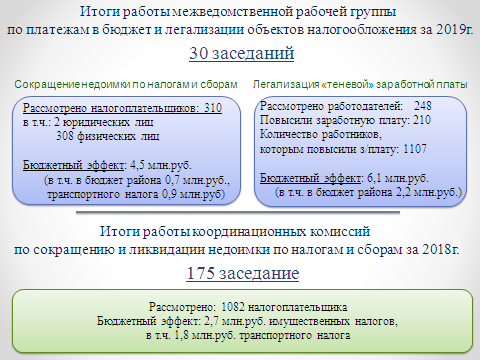 Итоги работы межведомственной рабочей группы
по платежам в бюджет и легализации объектов налогообложения за 2019г.
30 заседаний
Сокращение недоимки по налогам и сборам
Рассмотрено налогоплательщиков: 310
в т.ч.: 2 юридических лиц
308 физических лиц
Бюджетный эффект: 4,5 млн.руб.
(в т.ч. в бюджет района 0,7 млн.руб.,
транспортного налога 0,9 млн.руб)
Легализация «теневой» заработной платы
Рассмотрено работодателей: 248
Повысили заработную плату: 210
Количество работников,
которым повысили з/плату: 1107
Бюджетный эффект: 6,1 млн.руб.
(в т.ч. в бюджет района 2,2 млн.руб.)
Итоги работы координационных комиссий
по сокращению и ликвидации недоимки по налогам и сборам за 2018г.
175 заседание
Рассмотрено: 1082 налогоплательщика
Бюджетный эффект: 2,7 млн.руб. имущественных налогов,
в т.ч. 1,8 млн.руб. транспортного налога